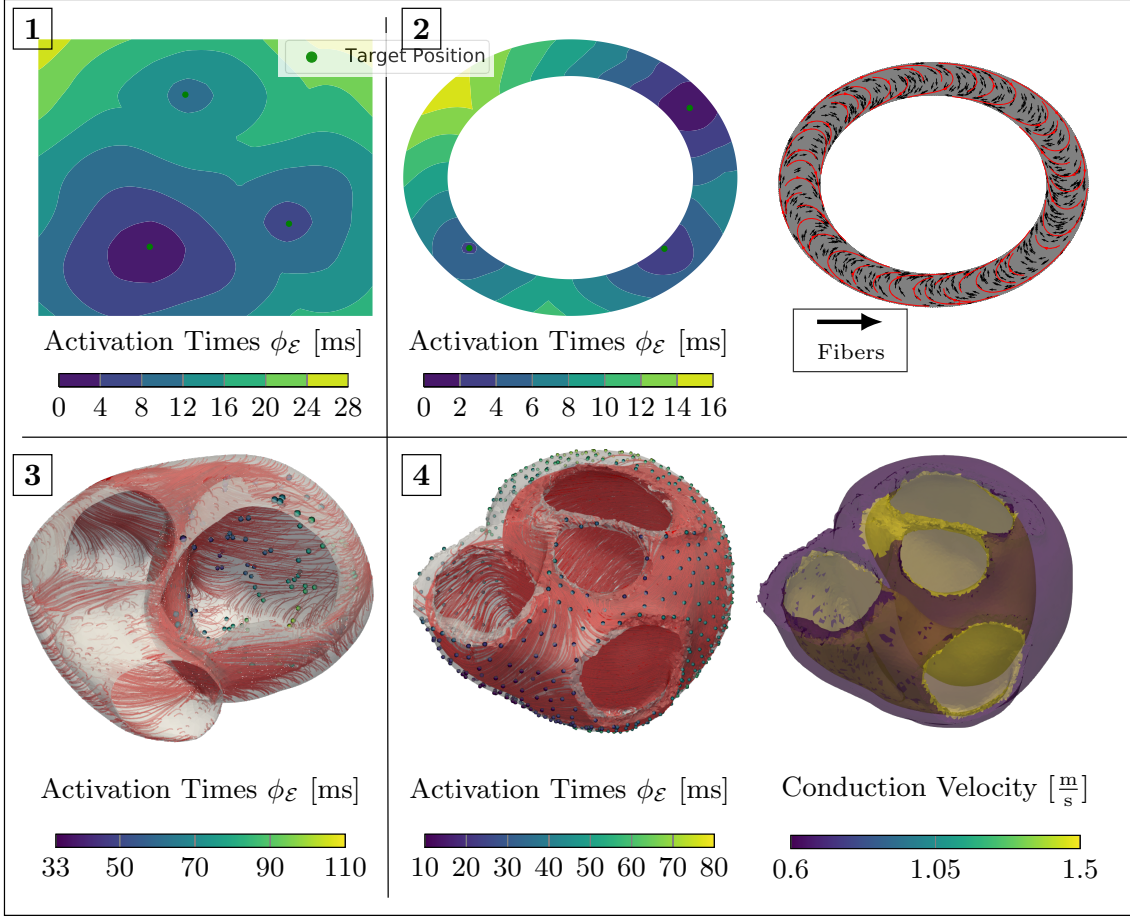 1
2
Target Position
Activation Times ϕ_ℰ [ms]
0 4 8 12 16 20 24 28
Activation Times ϕ_ℰ [ms]
0 2 4 6 8 10 12 14 16
Fibers
3
4
Activation Times ϕ_ℰ [ms]
33 50 70 90 110
Activation Times ϕ_ℰ [ms]
10 20 30 40 50 60 70 80
Conduction Velocity [m/s]
0.6 1.05 1.5